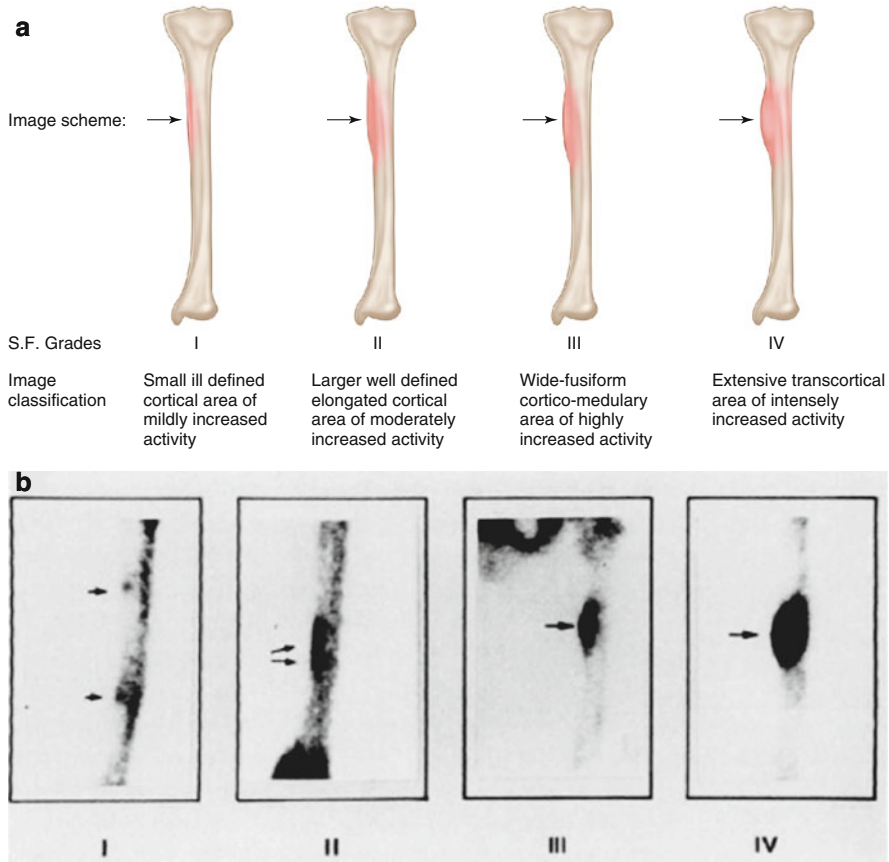 a
Image scheme:
S.F. Grades I II III IV
Image classification
Small ill defined
cortical area of
mildly increased
activity
Larger well defined
elongated cortical
area of moderately
increased activity
Wide-fusiform
cortico-medulary
area of highly
increased activity
Extensive transcortical
area of intensely
increased activity
b
I II III IV